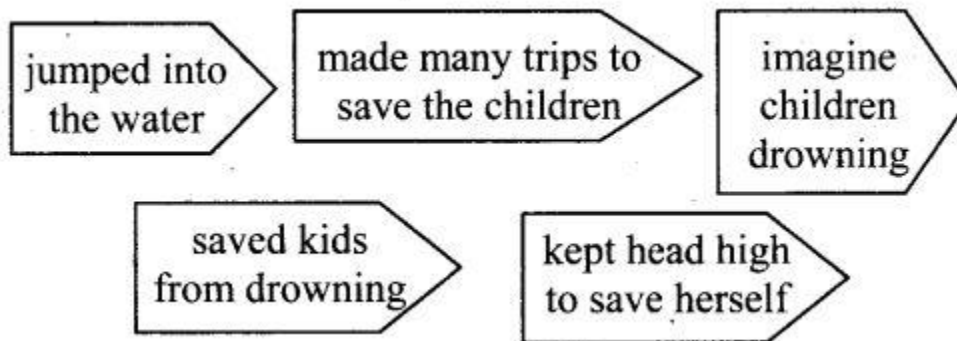 jumped into
the water
made many trips to
save the children
imagine
children
drowning
saved kids
from drowning
kept head high
to save herself